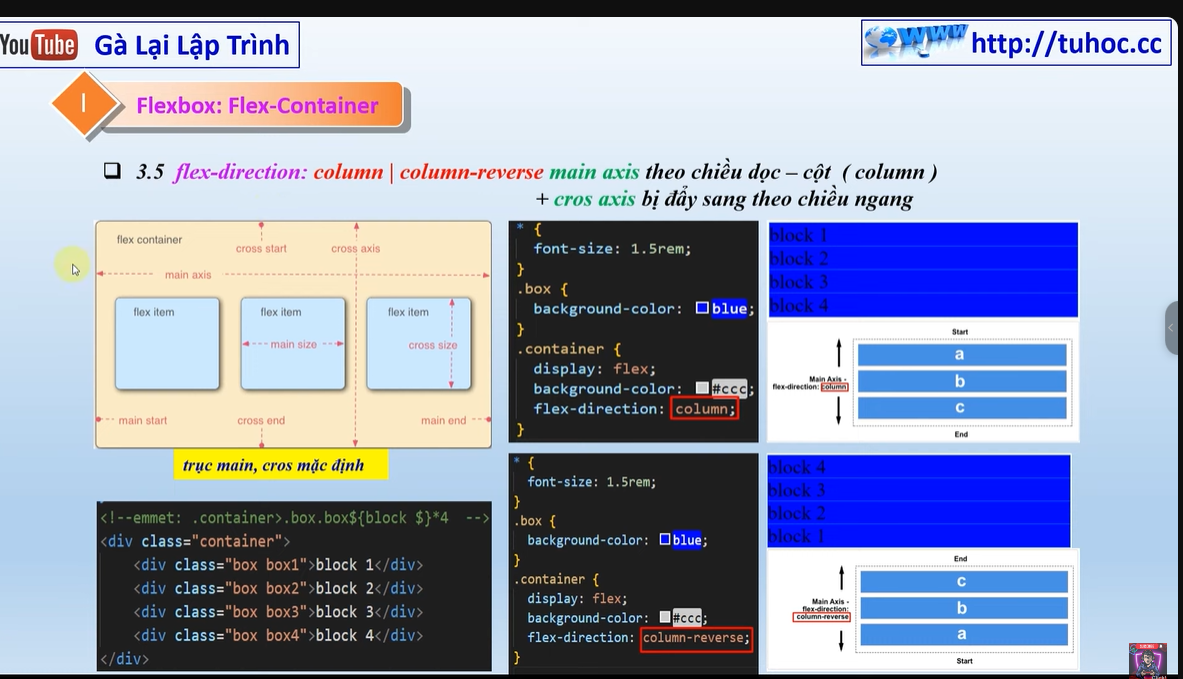 YouTube Gà Lại Lập Trình
www http://tuhoc.cc
I Flexbox: Flex-Container
3.5 flex-direction: column | column-reverse main axis theo chiều dọc – cột ( column )
+ cros axis bị đẩy sang theo chiều ngang
flex container
cross start
cross axis
main axis
flex item
flex item
flex item
main size
cross size
main start
cross end
main end
trục main, cros mặc định
<!--emmet: .container>.box.box${block $}*4 -->
<div class="container">
<div class="box box1">block 1</div>
<div class="box box2">block 2</div>
<div class="box box3">block 3</div>
<div class="box box4">block 4</div>
</div>
* {
font-size: 1.5rem;
}
.box {
background-color: blue;
}
.container {
display: flex;
background-color: #ccc;
flex-direction: column;
}
* {
font-size: 1.5rem;
}
.box {
background-color: blue;
}
.container {
display: flex;
background-color: #ccc;
flex-direction: column-reverse;
}
block 1
block 2
block 3
block 4
Start
Main Axis -
flex-direction: column
a
b
c
End
block 4
block 3
block 2
block 1
End
Main Axis -
flex-direction:
column-reverse
c
b
a
Start